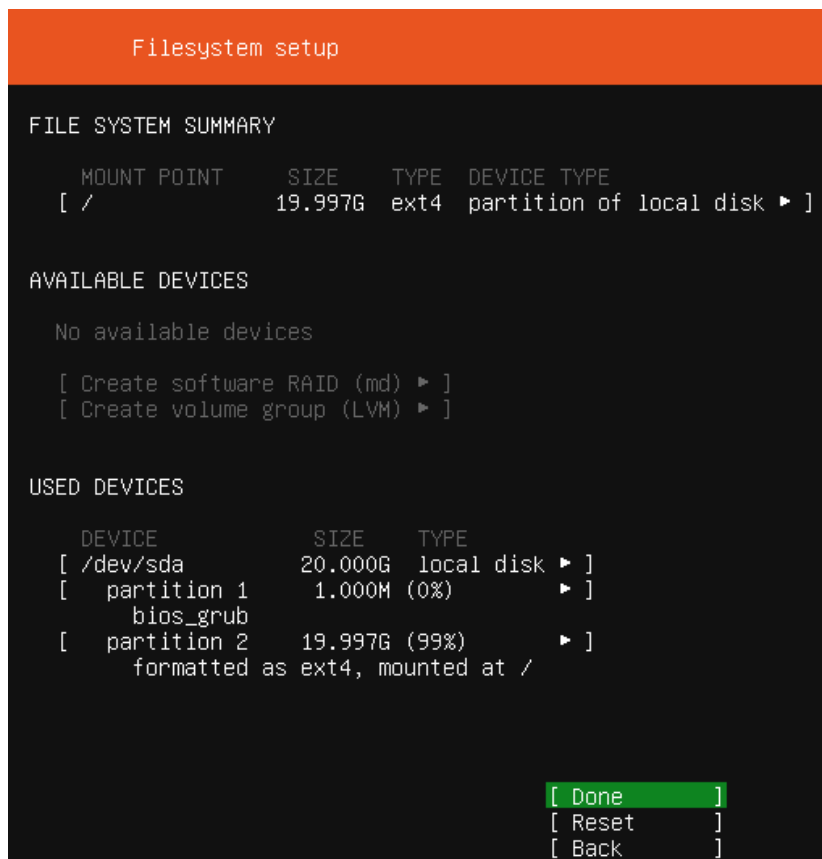 Filesystem setup
FILE SYSTEM SUMMARY
MOUNT POINT SIZE TYPE DEVICE TYPE
[ / 19.997G ext4 partition of local disk ▸ ]
AVAILABLE DEVICES
No available devices
[ Create software RAID (md) ▸ ]
[ Create volume group (LVM) ▸ ]
USED DEVICES
DEVICE SIZE TYPE
[ /dev/sda 20.000G local disk ▸ ]
[ partition 1 1.000M (0%) ▸ ]
bios_grub
[ partition 2 19.997G (99%) ▸ ]
formatted as ext4, mounted at /
[ Done ]
[ Reset ]
[ Back ]